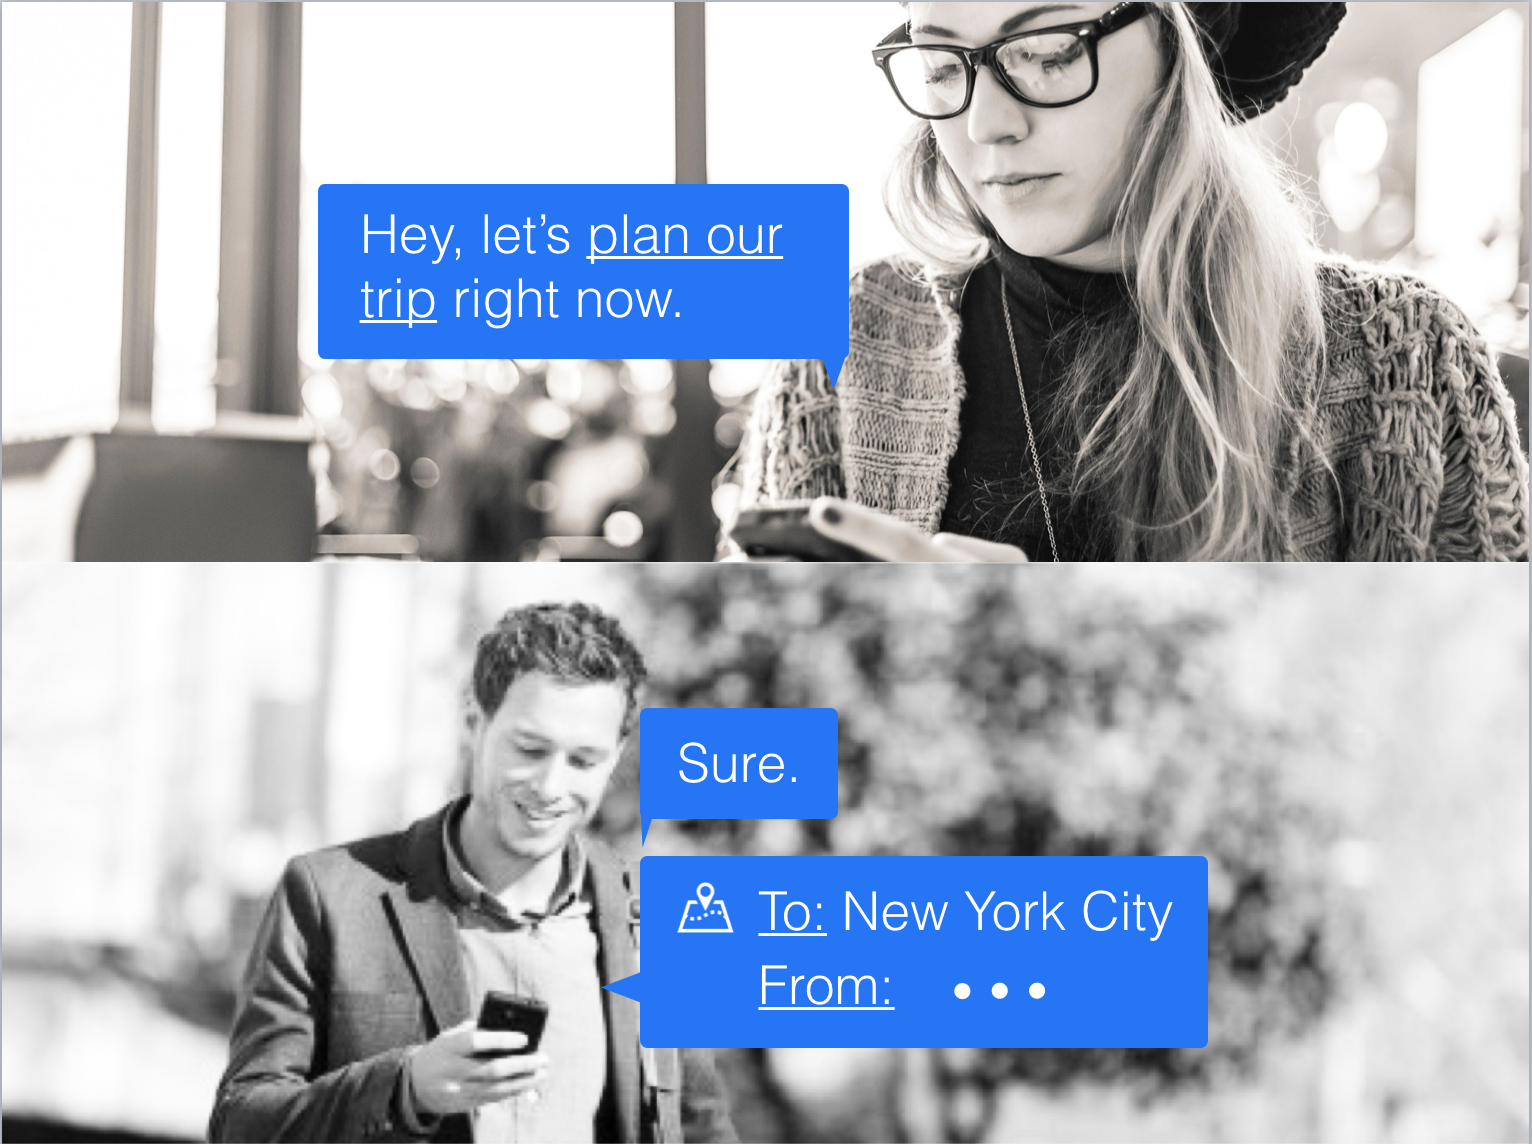 Hey, let’s plan our
trip right now.
Sure.
To: New York City
From: •••